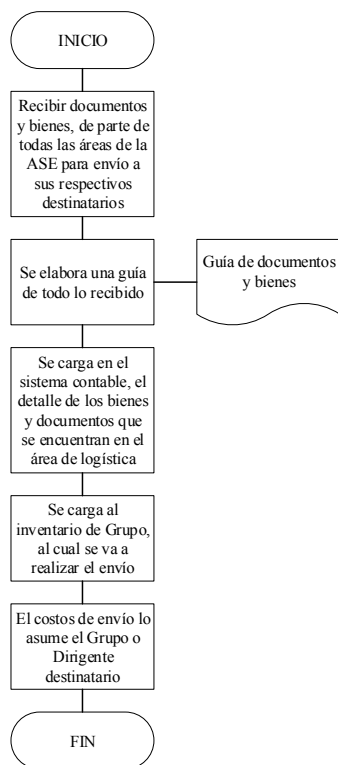 INICIO
Recibir documentos
y bienes, de parte de
todas las áreas de la
ASE para envío a
sus respectivos
destinatarios
Se elabora una guía
de todo lo recibido
Guía de documentos
y bienes
Se carga en el
sistema contable, el
detalle de los bienes
y documentos que
se encuentran en el
área de logística
Se carga al
inventario de Grupo,
al cual se va a
realizar el envío
El costos de envío lo
asume el Grupo o
Dirigente
destinatario
FIN